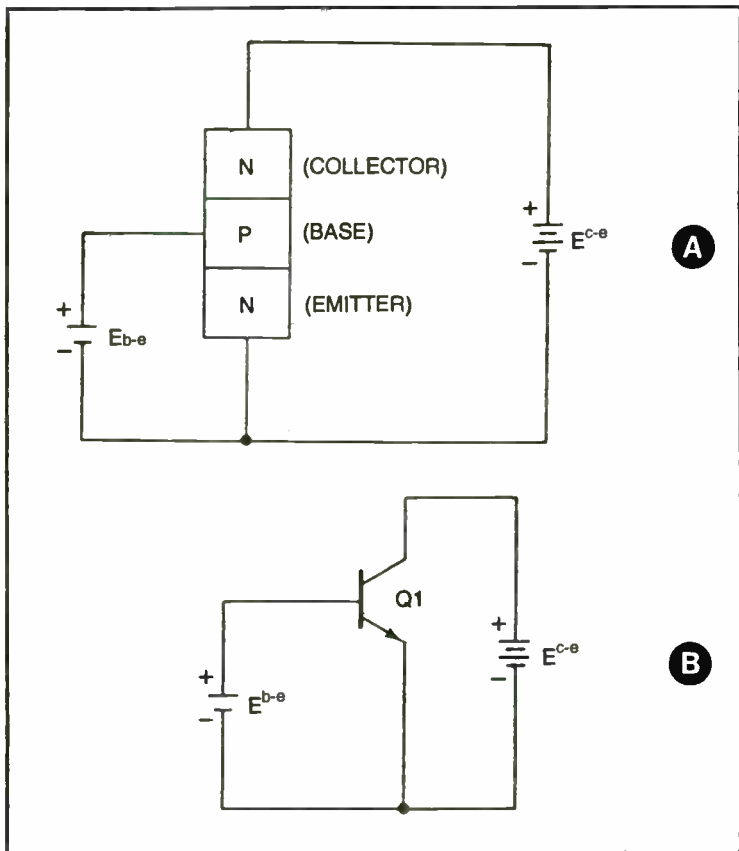 N (COLLECTOR)
P (BASE)
N (EMITTER)
+
Eb-e
−
+
E^c-e
−
A
Q1
+
E^b-e
−
+
E^c-e
−
B